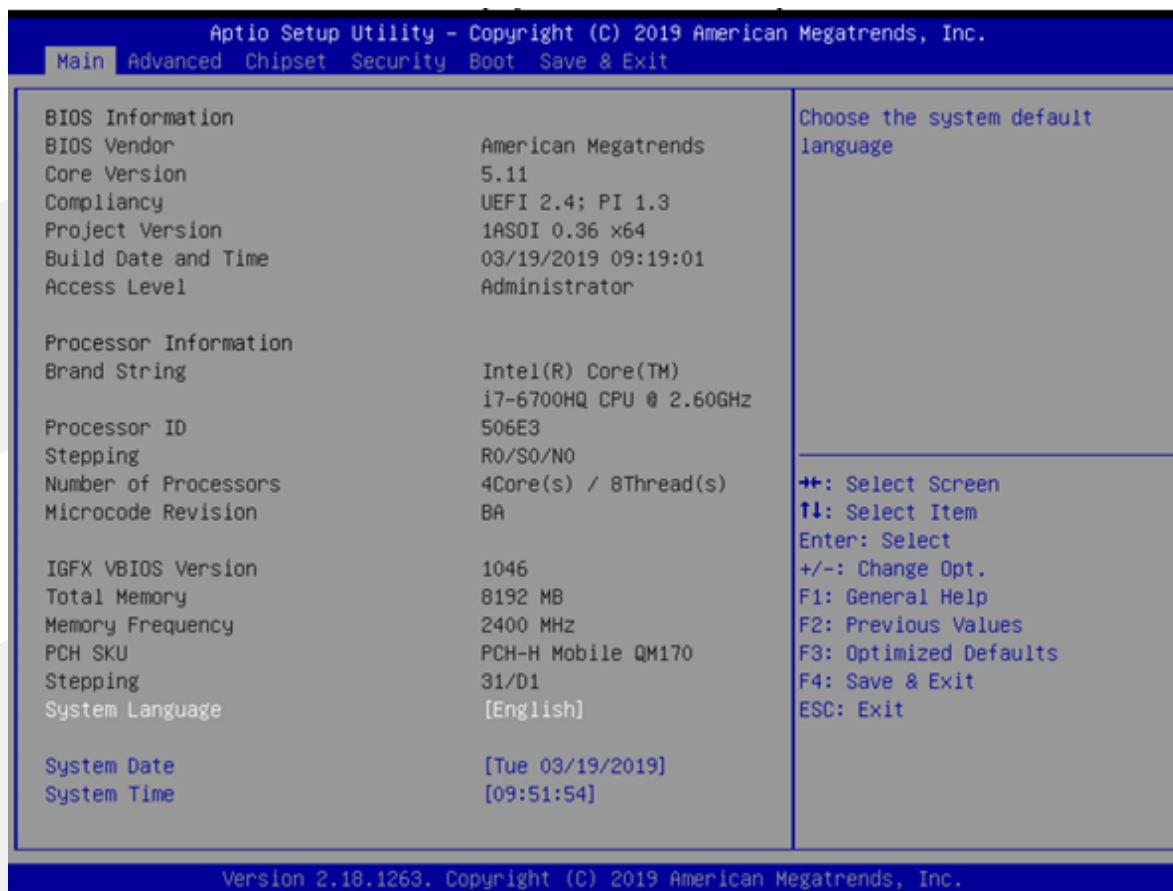 Aptio Setup Utility - Copyright (C) 2019 American Megatrends, Inc.
Main Advanced Chipset Security Boot Save & Exit
BIOS Information
BIOS Vendor American Megatrends
Core Version 5.11
Compliancy UEFI 2.4; PI 1.3
Project Version 1ASOI 0.36 x64
Build Date and Time 03/19/2019 09:19:01
Access Level Administrator
Processor Information
Brand String Intel(R) Core(TM)
i7-6700HQ CPU @ 2.60GHz
Processor ID 506E3
Stepping R0/S0/N0
Number of Processors 4Core(s) / 8Thread(s)
Microcode Revision BA
IGFX VBIOS Version 1046
Total Memory 8192 MB
Memory Frequency 2400 MHz
PCH SKU PCH-H Mobile QM170
Stepping 31/D1
System Language [English]
System Date [Tue 03/19/2019]
System Time [09:51:54]
Choose the system default
language
→←: Select Screen
↑↓: Select Item
Enter: Select
+/-: Change Opt.
F1: General Help
F2: Previous Values
F3: Optimized Defaults
F4: Save & Exit
ESC: Exit
Version 2.18.1263. Copyright (C) 2019 American Megatrends, Inc.